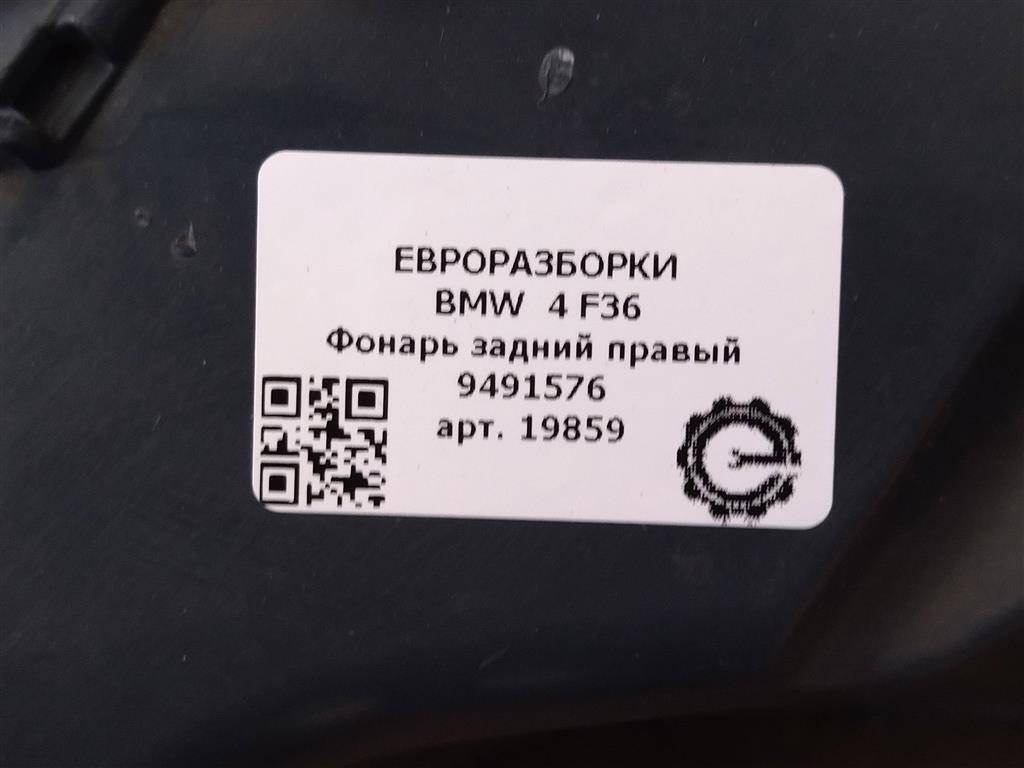 ЕВРОРАЗБОРКИ
BMW 4 F36
Фонарь задний правый
9491576
арт. 19859